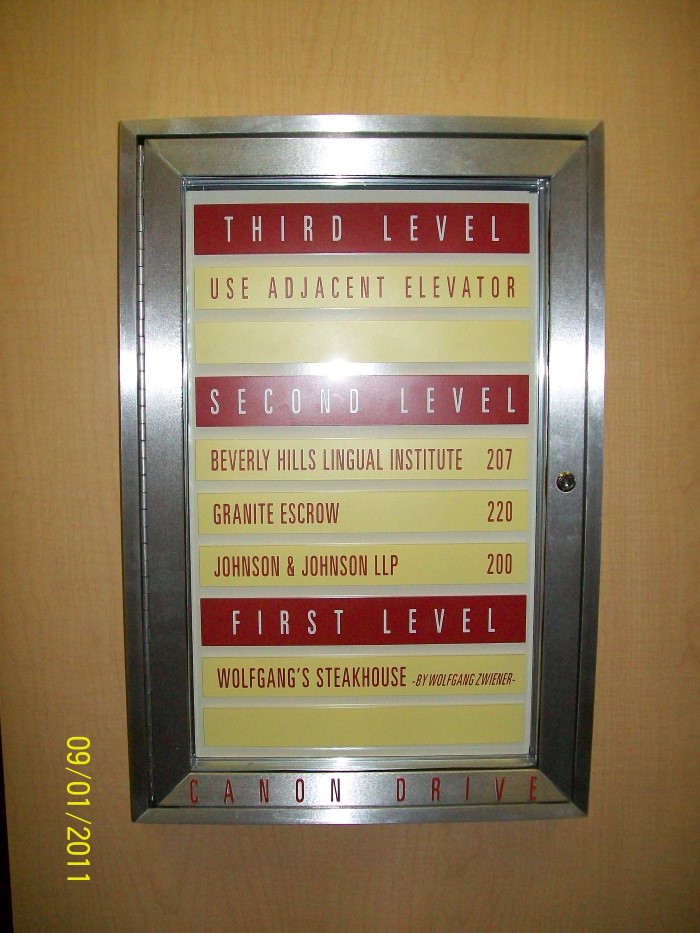 THIRD LEVEL
USE ADJACENT ELEVATOR
SECOND LEVEL
BEVERLY HILLS LINGUAL INSTITUTE 207
GRANITE ESCROW 220
JOHNSON & JOHNSON LLP 200
FIRST LEVEL
WOLFGANG'S STEAKHOUSE -BY WOLFGANG ZWIENER-
CANON DRIVE
09/01/2011